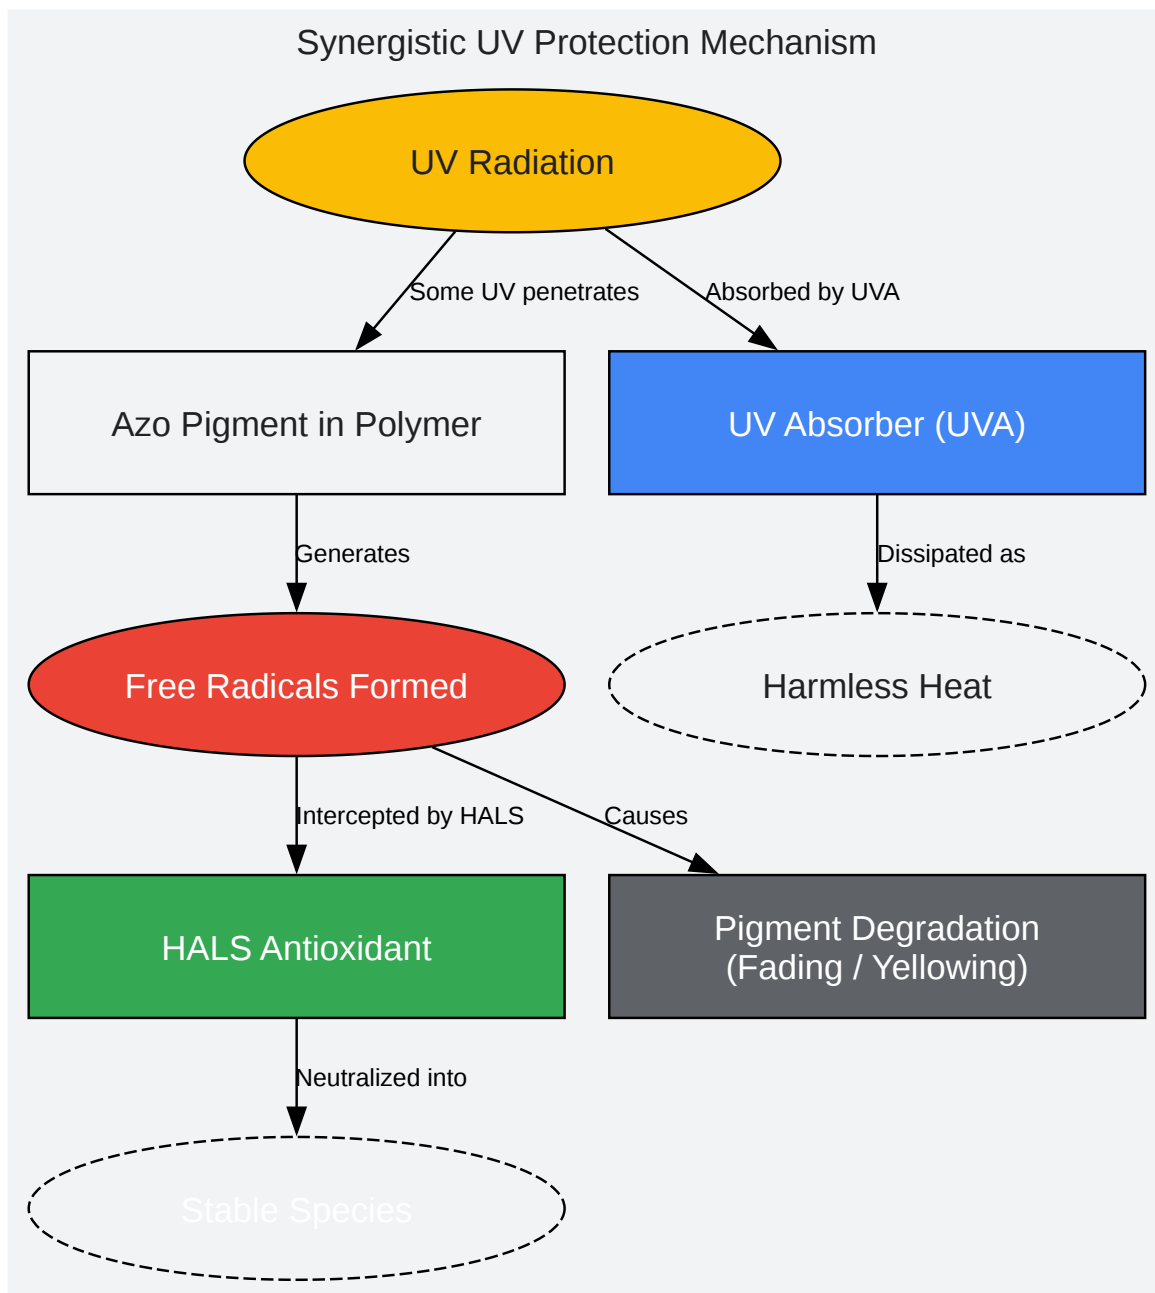 Synergistic UV Protection Mechanism
UV Radiation
Some UV penetrates
Absorbed by UVA
Azo Pigment in Polymer
UV Absorber (UVA)
Generates
Dissipated as
Free Radicals Formed
Harmless Heat
Intercepted by HALS
Causes
HALS Antioxidant
Pigment Degradation
(Fading / Yellowing)
Neutralized into
Stable Species